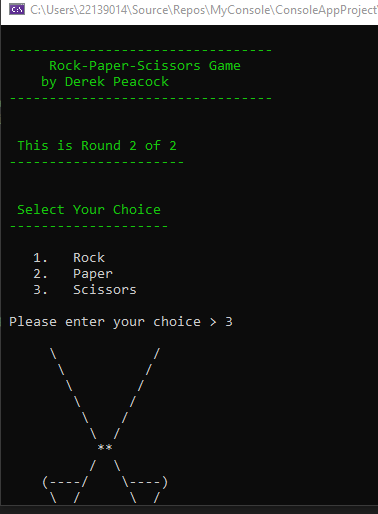 C:\Users\22139014\Source\Repos\MyConsole\ConsoleAppProject\
--------------------------------
Rock-Paper-Scissors Game
by Derek Peacock
--------------------------------
This is Round 2 of 2
----------------------
Select Your Choice
--------------------
1. Rock
2. Paper
3. Scissors
Please enter your choice > 3